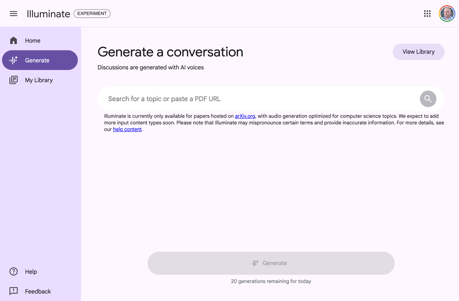 Illuminate EXPERIMENT
Home
Generate
My Library
Generate a conversation
View Library
Discussions are generated with AI voices
Search for a topic or paste a PDF URL
Illuminate is currently only available for papers hosted on arXiv.org, with audio generation optimized for computer science topics. We expect to
add more input content types soon. Please note that Illuminate may mispronounce certain terms and provide inaccurate information. For more details, see
our help content.
Generate
20 generations remaining for today
Help
Feedback